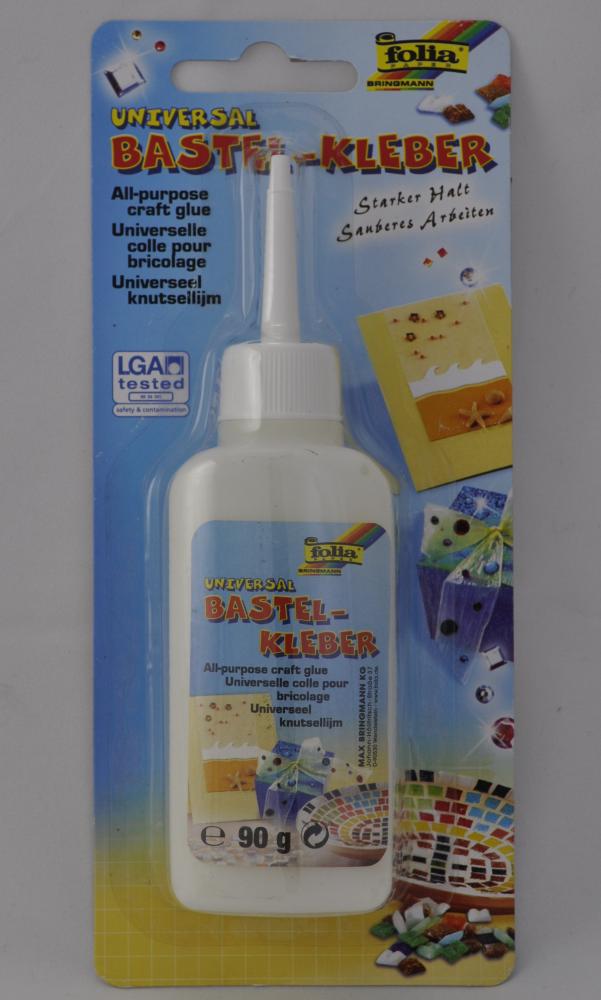 folia
PAPER
BRINGMANN
UNIVERSAL
BASTEL-KLEBER
All-purpose
craft glue
Universelle
colle pour
bricolage
Universeel
knutsellijm
Starker Halt
Sauberes Arbeiten
LGA
tested
safety & contamination
folia
PAPER
BRINGMANN
UNIVERSAL
BASTEL-
KLEBER
All-purpose craft glue
Universelle colle pour
bricolage
Universeel
knutsellijm
MAX BRINGMANN KG
℮ 90 g